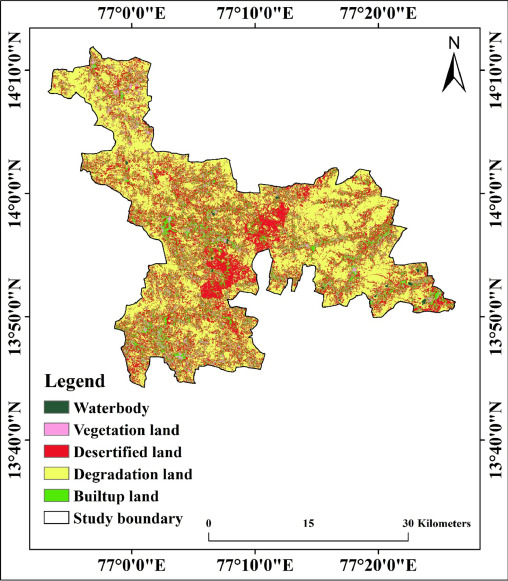 77°0'0"E 77°10'0"E 77°20'0"E
N
14°10'0"N 14°10'0"N
14°0'0"N 14°0'0"N
13°50'0"N 13°50'0"N
13°40'0"N 13°40'0"N
Legend
Waterbody
Vegetation land
Desertified land
Degradation land
Builtup land
Study boundary
0 15 30 Kilometers
77°0'0"E 77°10'0"E 77°20'0"E